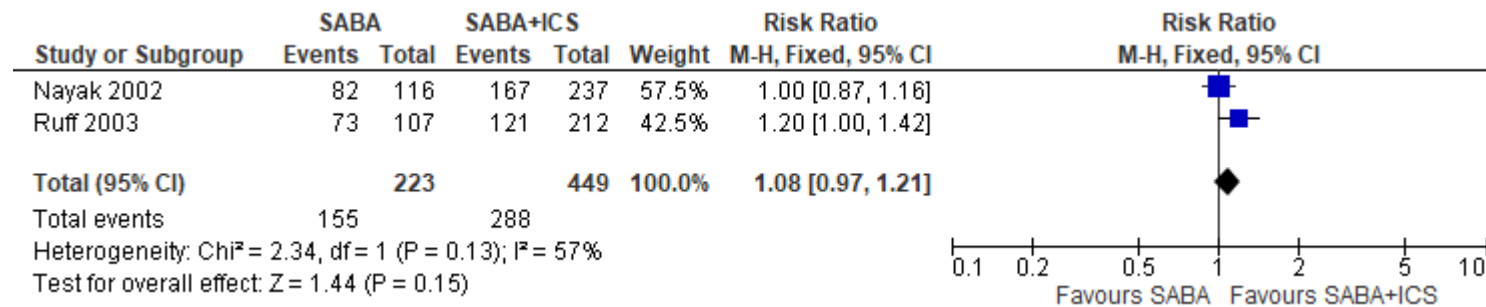 SABA SABA+ICS Risk Ratio Risk Ratio
Study or Subgroup Events Total Events Total Weight M-H, Fixed, 95% CI M-H, Fixed, 95% CI
Nayak 2002 82 116 167 237 57.5% 1.00 [0.87, 1.16]
Ruff 2003 73 107 121 212 42.5% 1.20 [1.00, 1.42]
Total (95% CI) 223 449 100.0% 1.08 [0.97, 1.21]
Total events 155 288
Heterogeneity: Chi² = 2.34, df = 1 (P = 0.13); I² = 57%
Test for overall effect: Z = 1.44 (P = 0.15)
0.1 0.2 0.5 1 2 5 10
Favours SABA Favours SABA+ICS